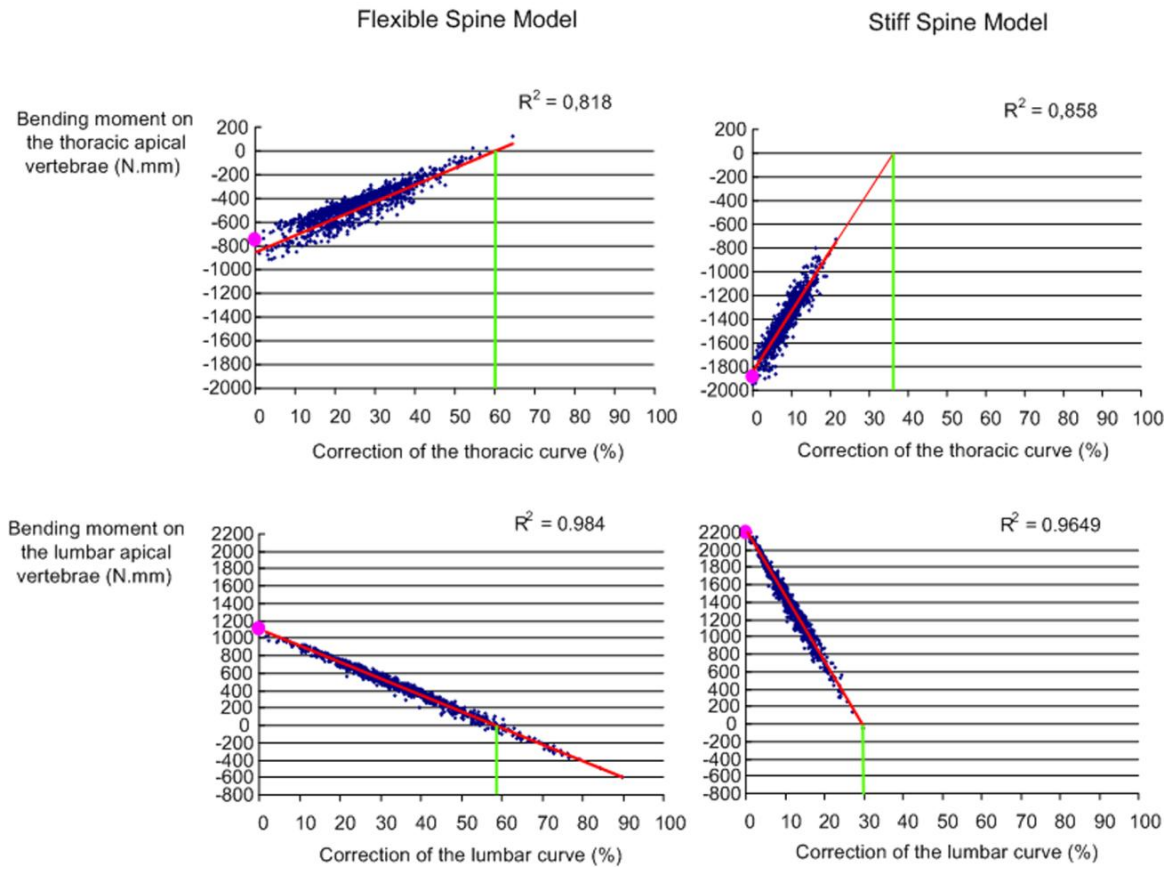 Flexible Spine Model
Stiff Spine Model
Bending moment on
the thoracic apical
vertebrae (N.mm)
R² = 0,818
200
0
-200
-400
-600
-800
-1000
-1200
-1400
-1600
-1800
-2000
0 10 20 30 40 50 60 70 80 90 100
Correction of the thoracic curve (%)
R² = 0,858
200
0
-200
-400
-600
-800
-1000
-1200
-1400
-1600
-1800
-2000
0 10 20 30 40 50 60 70 80 90 100
Correction of the thoracic curve (%)
Bending moment on
the lumbar apical
vertebrae (N.mm)
R² = 0.984
2200
2000
1800
1600
1400
1200
1000
800
600
400
200
0
-200
-400
-600
-800
0 10 20 30 40 50 60 70 80 90 100
Correction of the lumbar curve (%)
R² = 0.9649
2200
2000
1800
1600
1400
1200
1000
800
600
400
200
0
-200
-400
-600
-800
0 10 20 30 40 50 60 70 80 90 100
Correction of the lumbar curve (%)